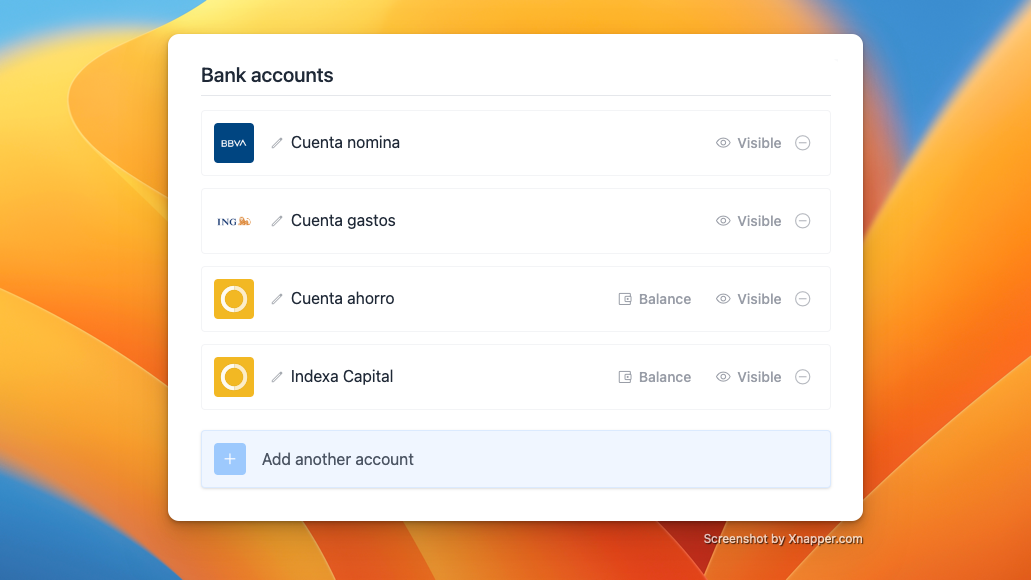 Bank accounts
BBVA
Cuenta nomina
Visible
ING
Cuenta gastos
Visible
Cuenta ahorro
Balance
Visible
Indexa Capital
Balance
Visible
Add another account
Screenshot by Xnapper.com